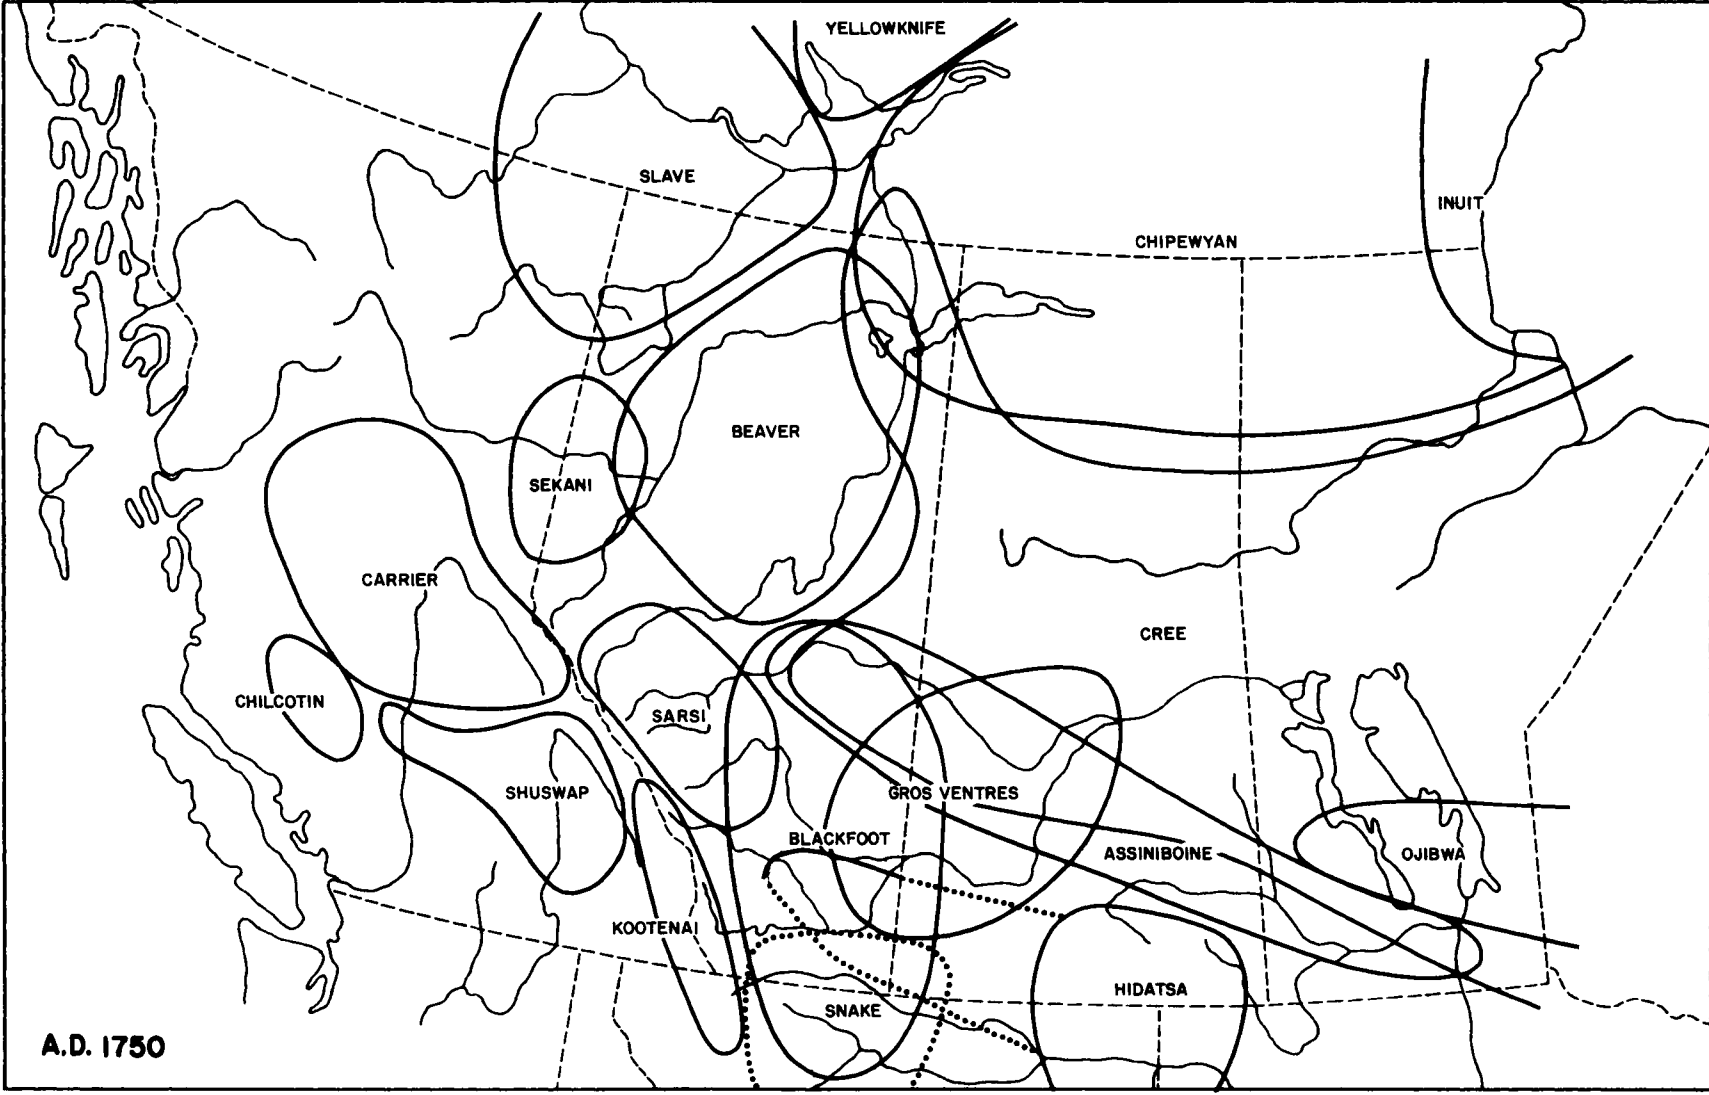 YELLOWKNIFE
SLAVE
INUIT
CHIPEWYAN
BEAVER
SEKANI
CARRIER
CREE
CHILCOTIN
SARSI
SHUSWAP
GROS VENTRES
BLACKFOOT
ASSINIBOINE
OJIBWA
KOOTENAI
HIDATSA
SNAKE
A.D. 1750